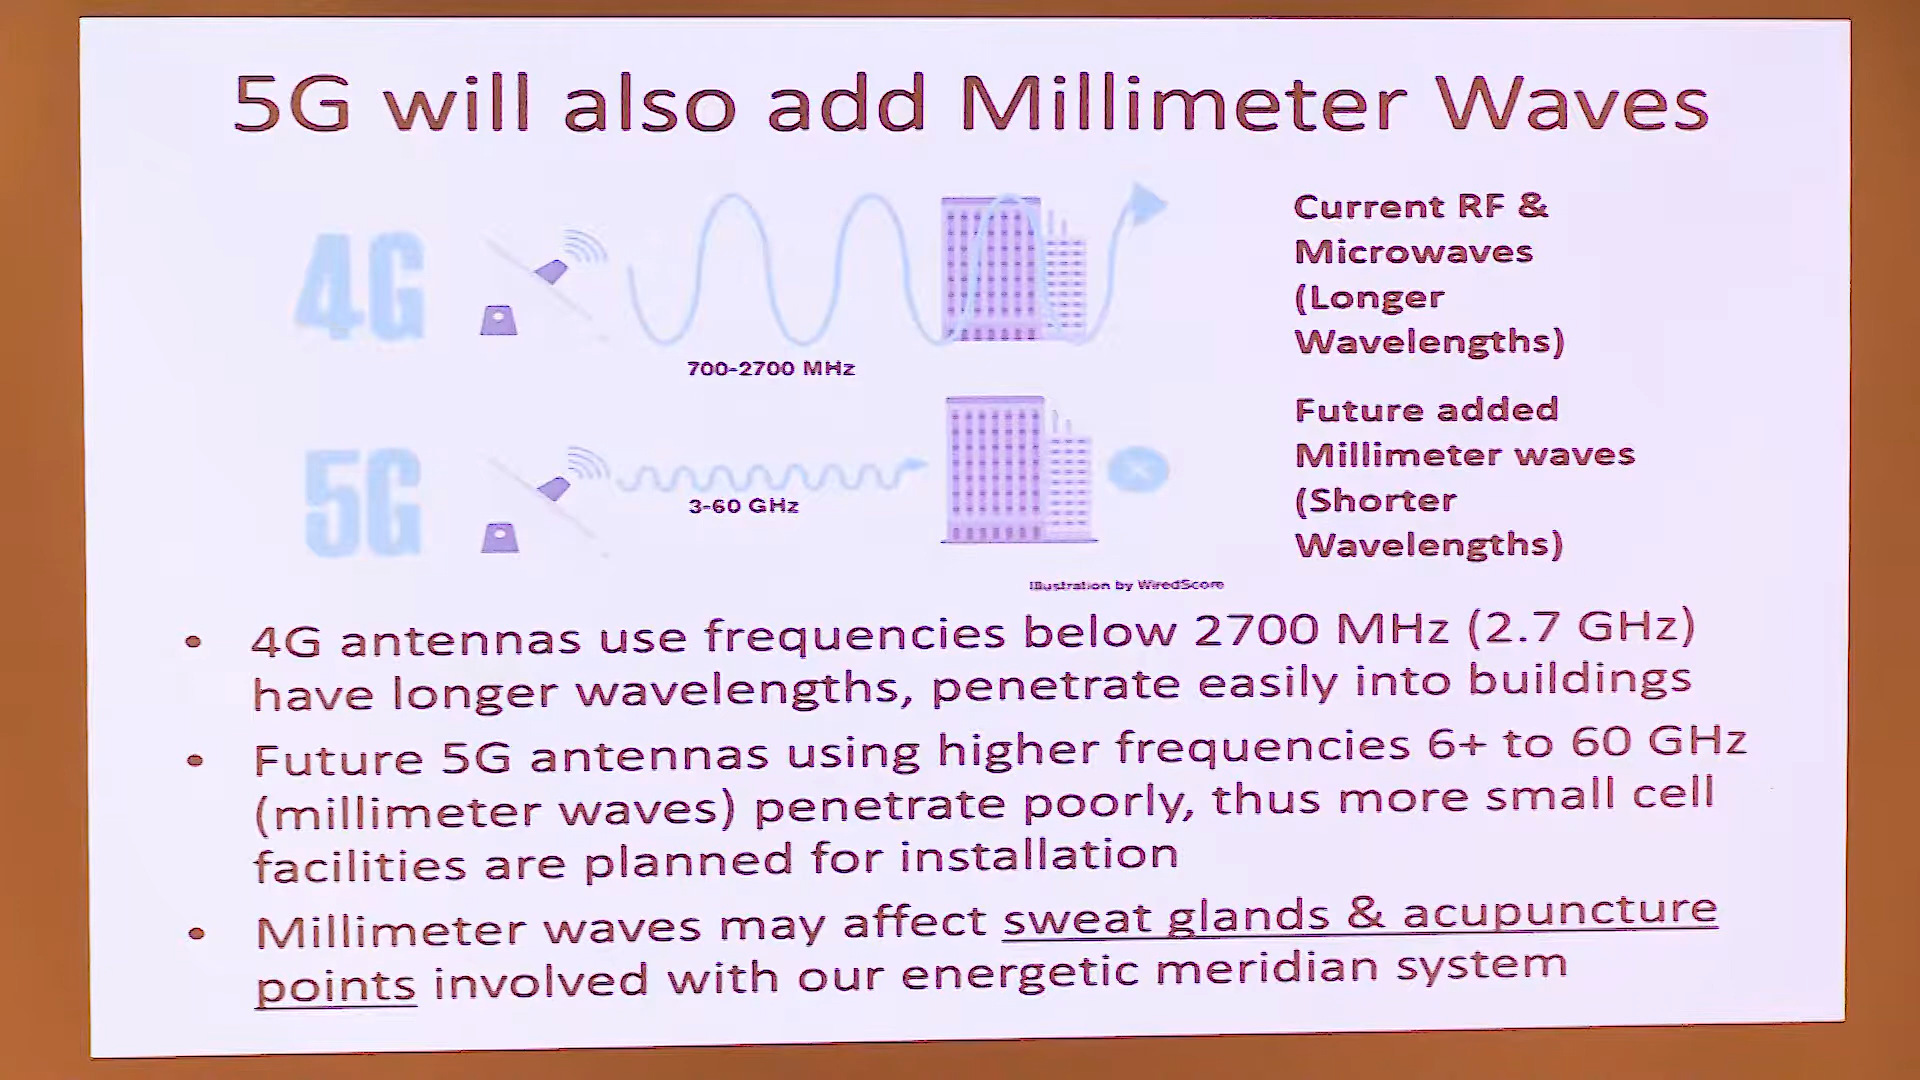 5G will also add Millimeter Waves
4G
700-2700 MHz
Current RF &
Microwaves
(Longer
Wavelengths)
5G
3-60 GHz
Future added
Millimeter waves
(Shorter
Wavelengths)
Illustration by WiredScore
• 4G antennas use frequencies below 2700 MHz (2.7 GHz)
have longer wavelengths, penetrate easily into buildings
• Future 5G antennas using higher frequencies 6+ to 60 GHz
(millimeter waves) penetrate poorly, thus more small cell
facilities are planned for installation
• Millimeter waves may affect sweat glands & acupuncture
points involved with our energetic meridian system